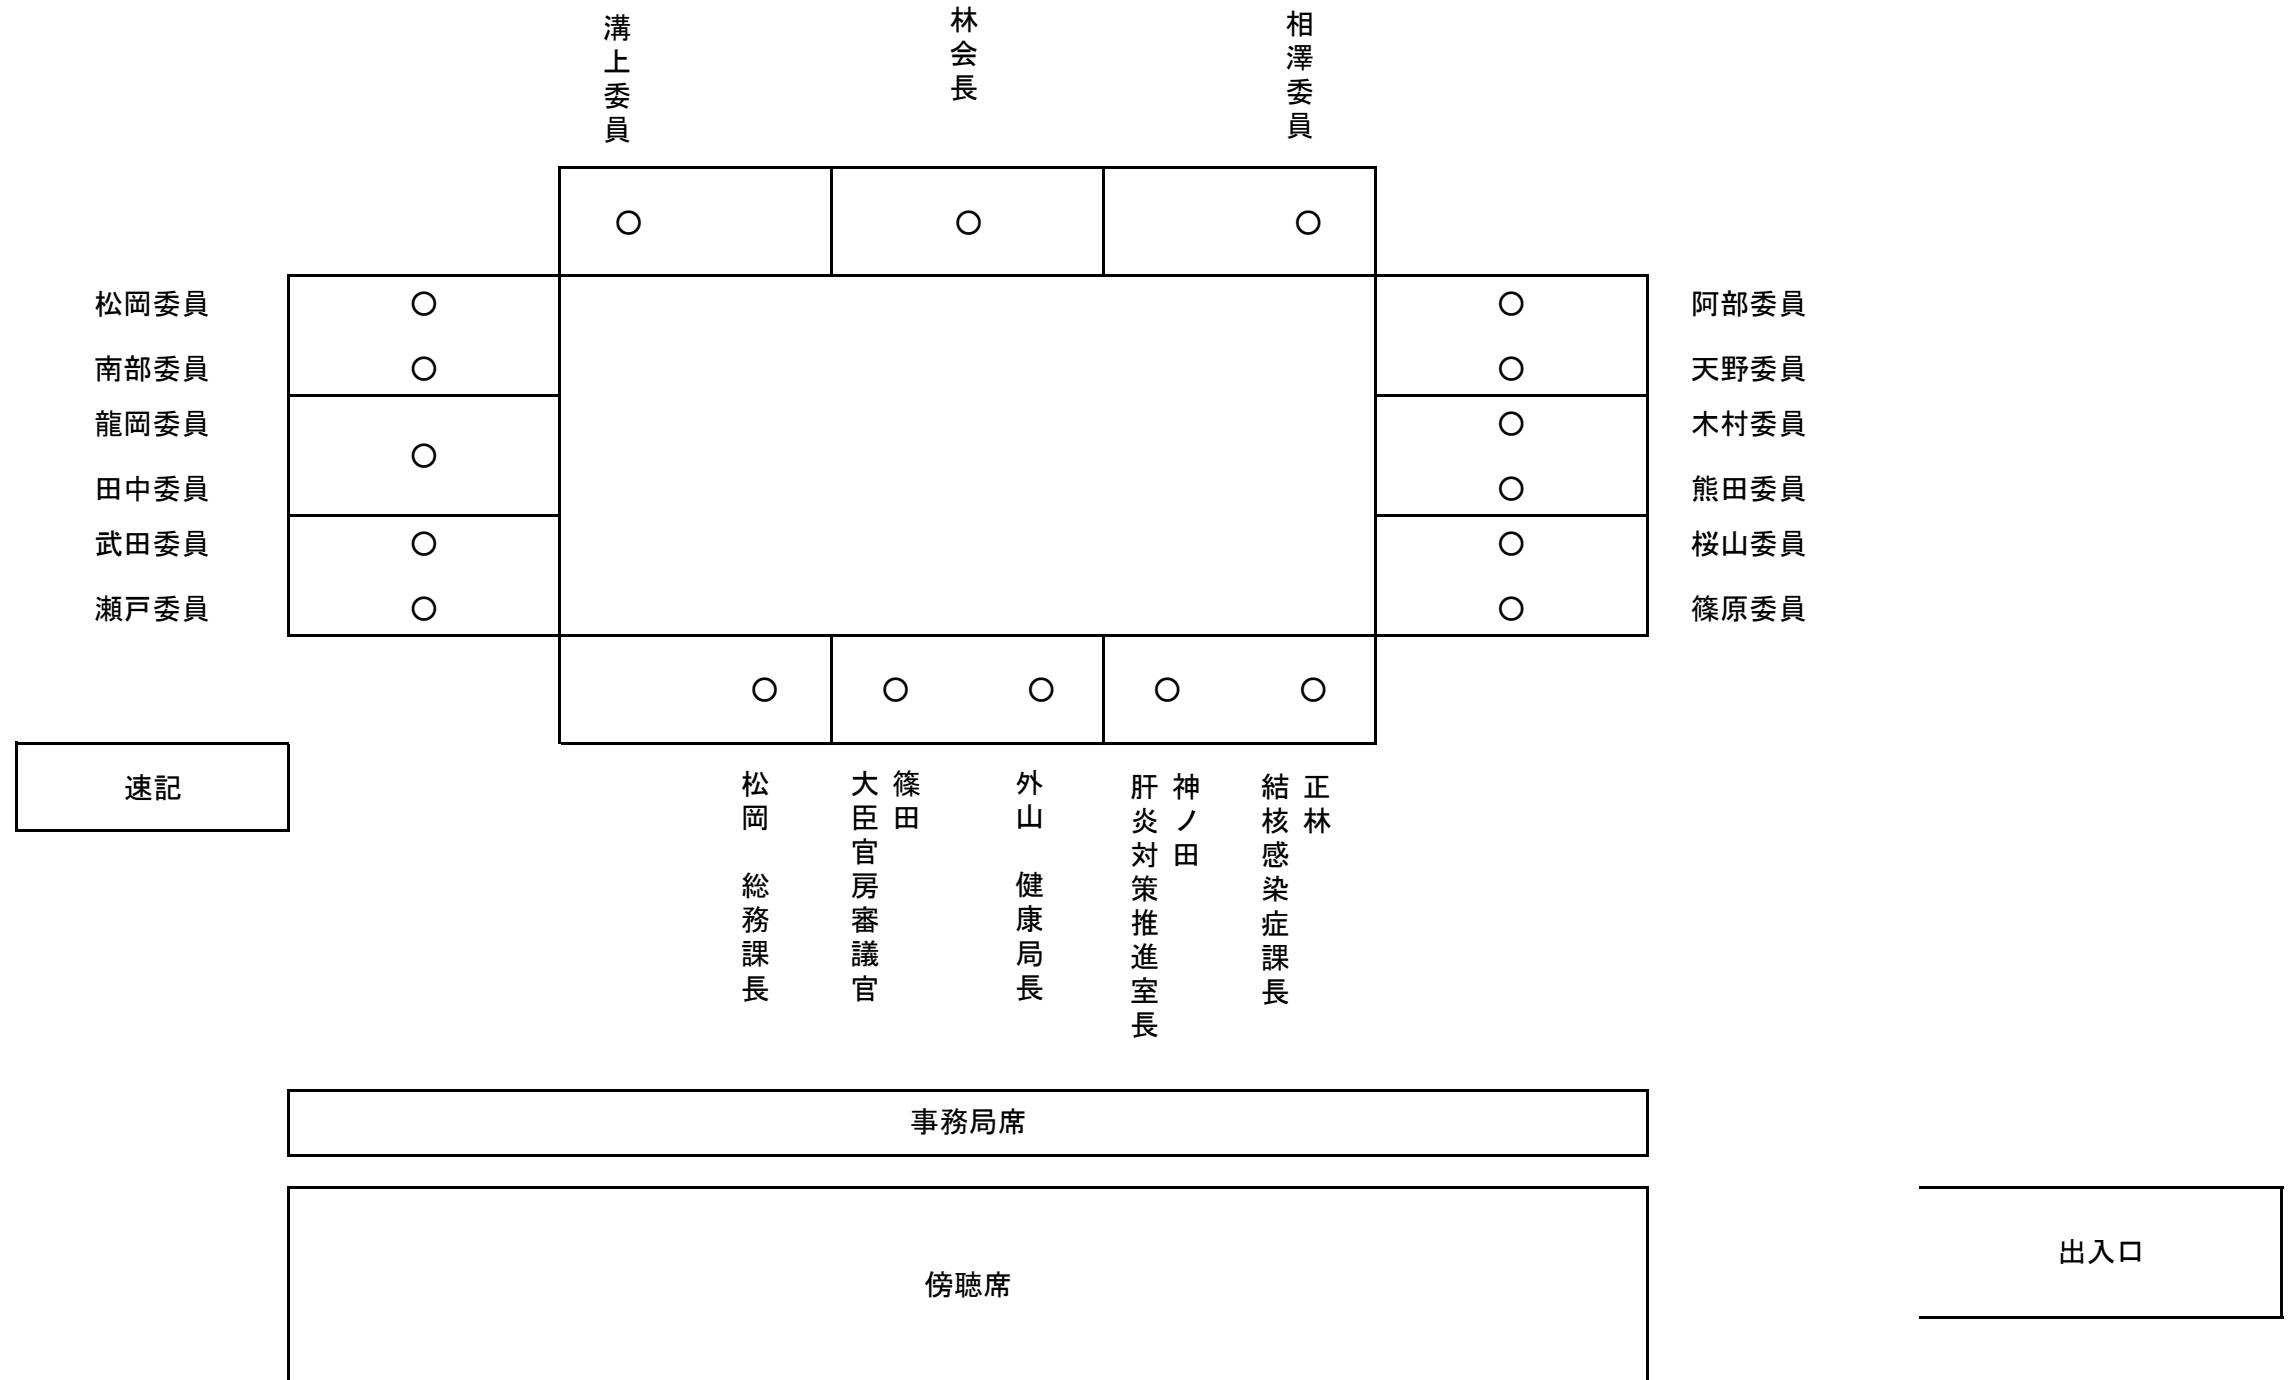 溝上委員
林会長
相澤委員
松岡委員
南部委員
龍岡委員
田中委員
武田委員
瀬戸委員
阿部委員
天野委員
木村委員
熊田委員
桜山委員
篠原委員
速記
松岡　総務課長
篠田
大臣官房審議官
外山　健康局長
神ノ田
肝炎対策推進室長
正林
結核感染症課長
事務局席
傍聴席
出入口